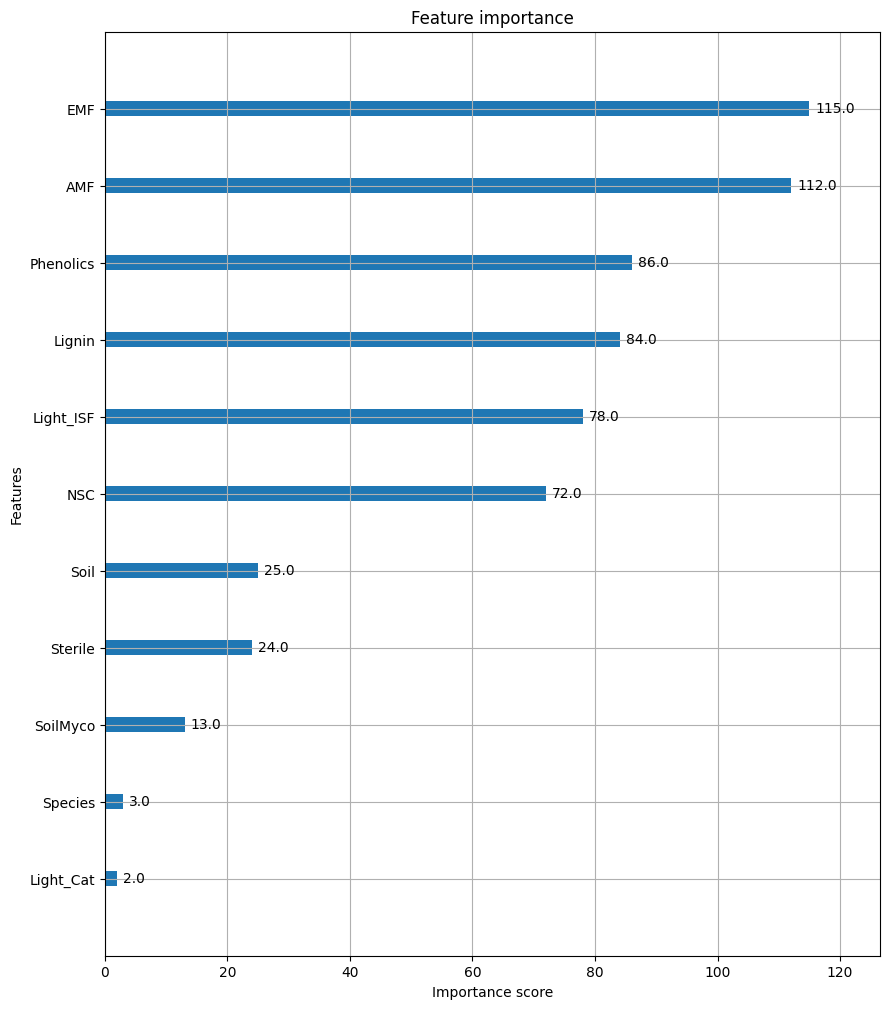 Feature importance
EMF 115.0
AMF 112.0
Phenolics 86.0
Lignin 84.0
Light_ISF 78.0
NSC 72.0
Soil 25.0
Sterile 24.0
SoilMyco 13.0
Species 3.0
Light_Cat 2.0
Features
0 20 40 60 80 100 120
Importance score